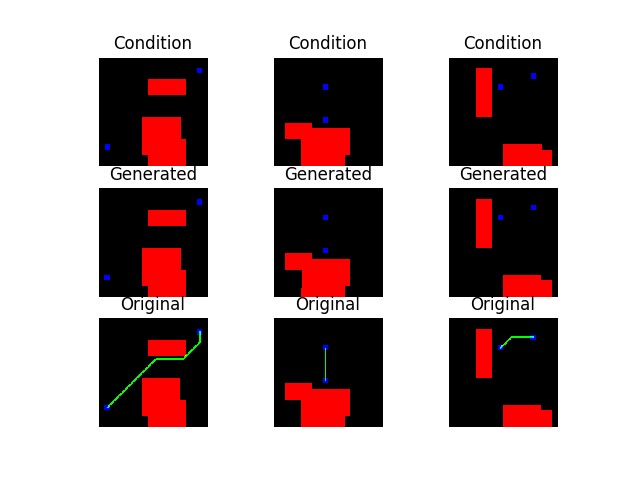 Condition Condition Condition
Generated Generated Generated
Original Original Original